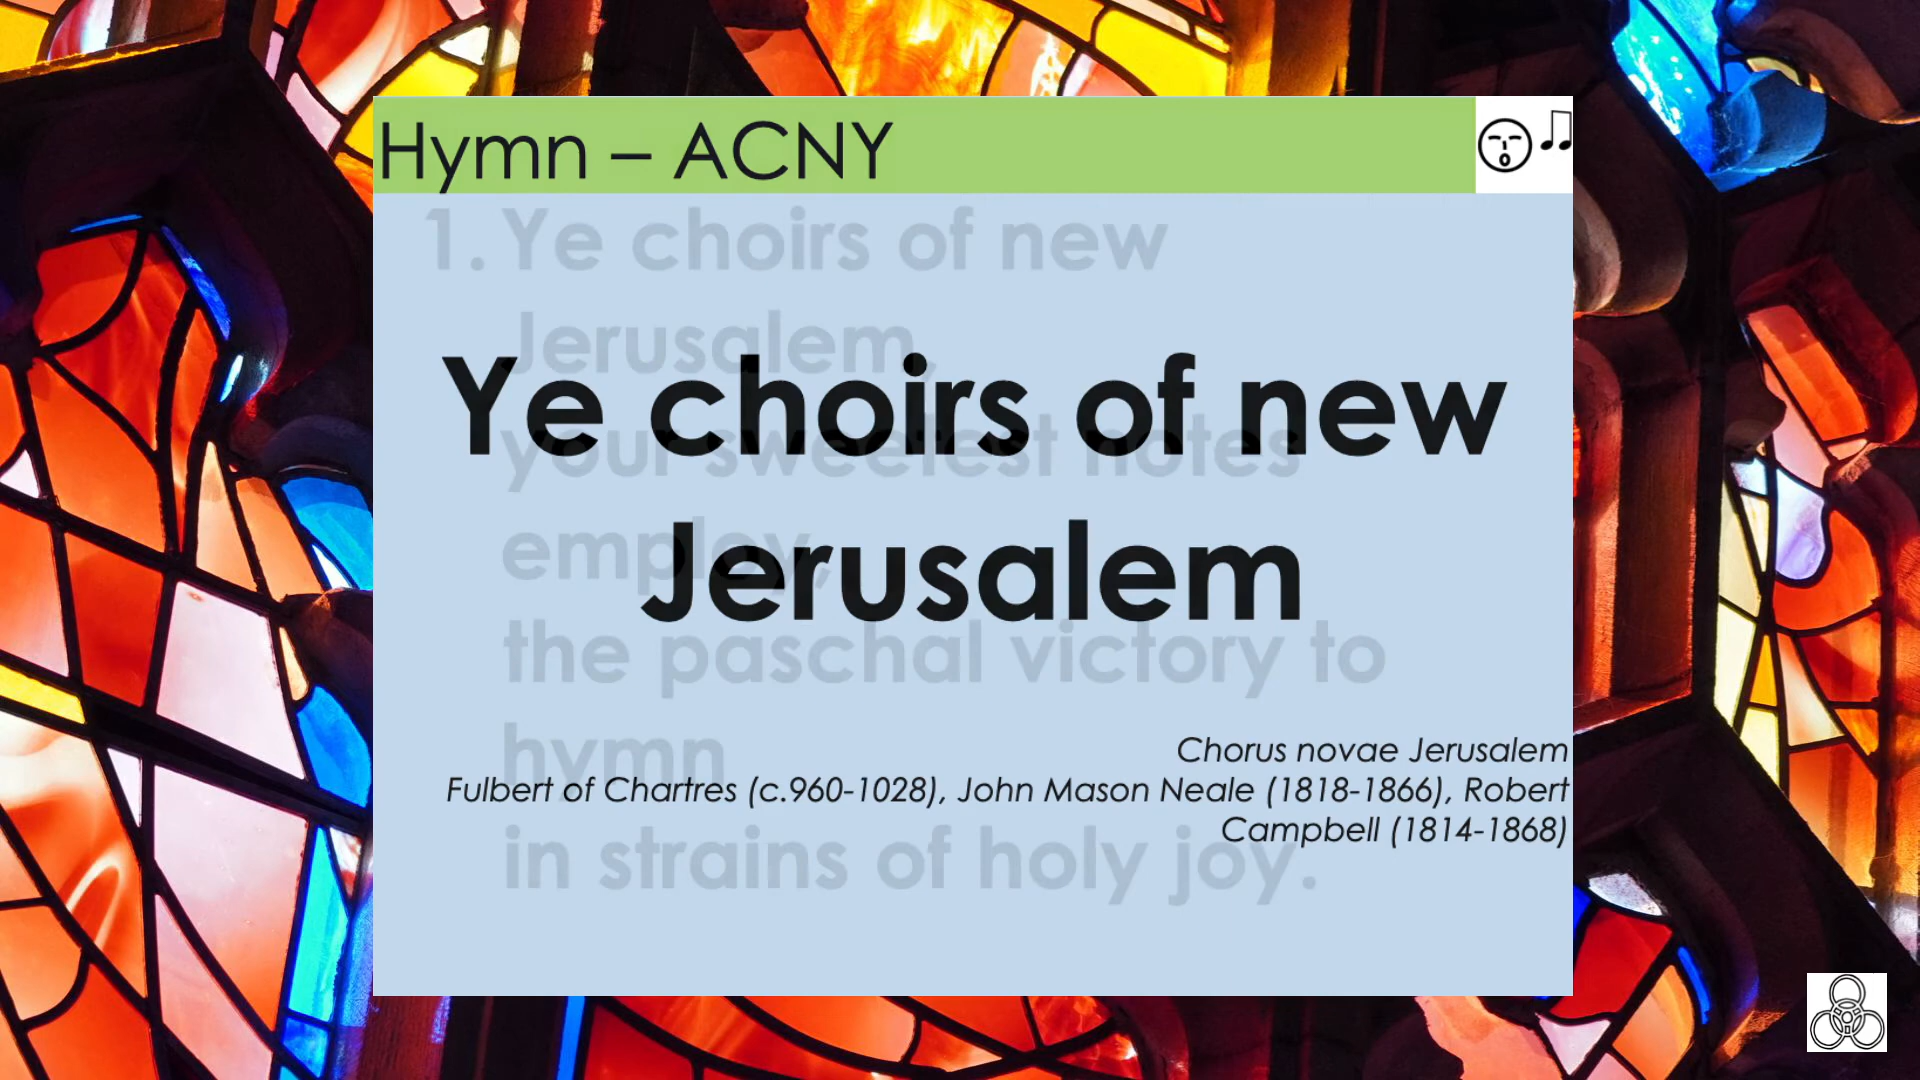 Hymn – ACNY
1. Ye choirs of new
Jerusalem,
your sweetest notes
employ,
the paschal victory to
hymn
in strains of holy joy.
Ye choirs of new
Jerusalem
Chorus novae Jerusalem
Fulbert of Chartres (c.960-1028), John Mason Neale (1818-1866), Robert
Campbell (1814-1868)